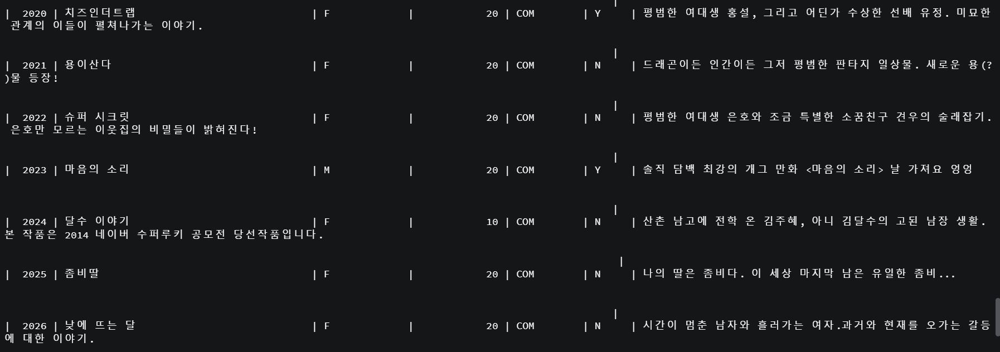 |
| 2020 | 치즈인더트랩 | F | 20 | COM | Y | 평범한 여대생 홍설, 그리고 어딘가 수상한 선배 유정. 미묘한
관계의 이들이 펼쳐나가는 이야기.
|
| 2021 | 용이산다 | F | 20 | COM | N | 드래곤이든 인간이든 그저 평범한 판타지 일상물. 새로운 용(?
)물 등장!
|
| 2022 | 슈퍼 시크릿 | F | 20 | COM | N | 평범한 여대생 은호와 조금 특별한 소꿈친구 견우의 술래잡기.
은호만 모르는 이웃집의 비밀들이 밝혀진다!
|
| 2023 | 마음의 소리 | M | 20 | COM | Y | 솔직 담백 최강의 개그 만화 <마음의 소리> 날 가져요 엉엉
|
| 2024 | 달수 이야기 | F | 10 | COM | N | 산촌 남고에 전학 온 김주혜, 아니 김달수의 고된 남장 생활.
본 작품은 2014 네이버 수퍼루키 공모전 당선작품입니다.
|
| 2025 | 좀비딸 | F | 20 | COM | N | 나의 딸은 좀비다. 이 세상 마지막 남은 유일한 좀비...
|
| 2026 | 낮에 뜨는 달 | F | 20 | COM | N | 시간이 멈춘 남자와 흘러가는 여자.과거와 현재를 오가는 갈등
에 대한 이야기.